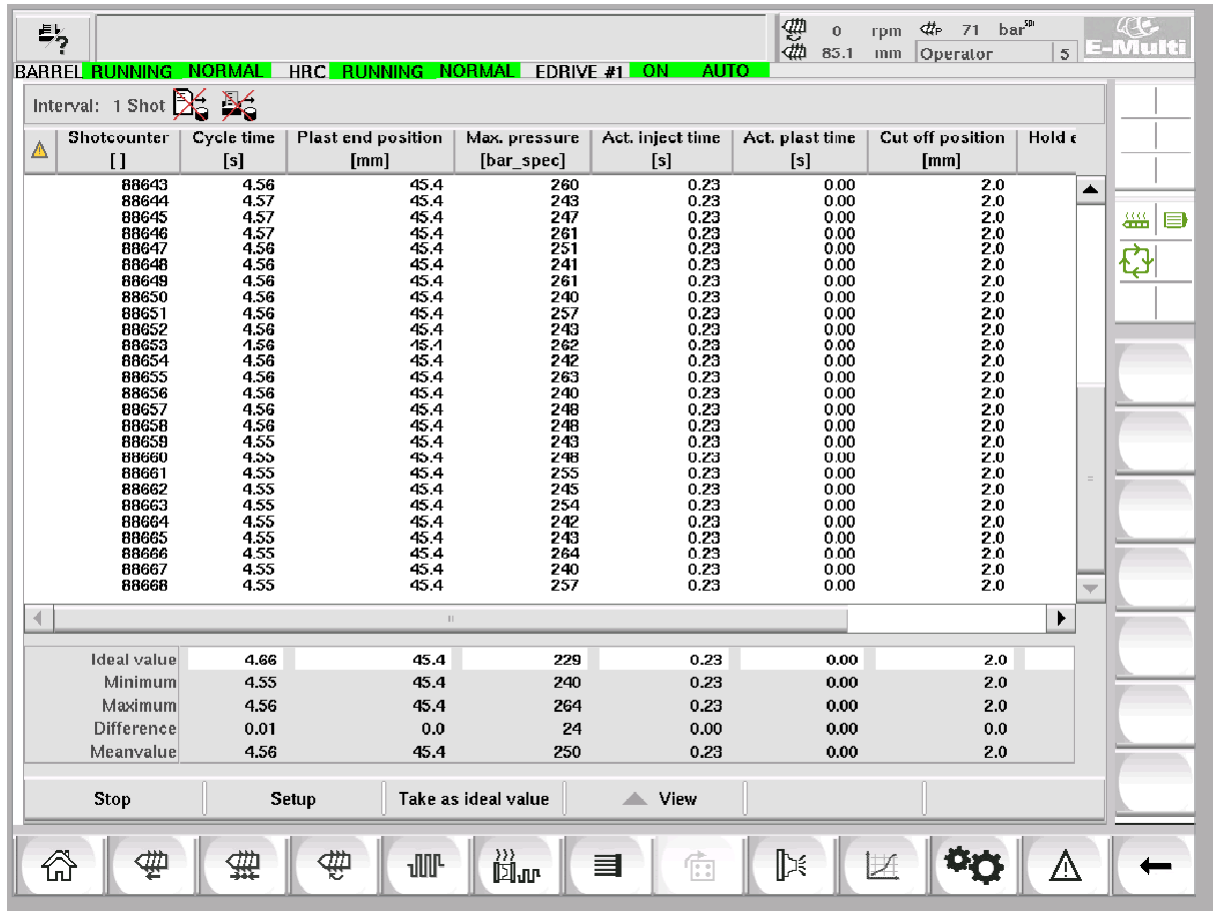 0 rpm 71 bar
E-Multi
85.1 mm Operator 5
BARREL RUNNING NORMAL HRC RUNNING NORMAL EDRIVE #1 ON AUTO
Interval: 1 Shot
Shotcounter Cycle time Plast end position Max. pressure Act. inject time Act. plast time Cut off position Hold e
[] [s] [mm] [bar_spec] [s] [s] [mm]
88643 4.56 45.4 260 0.23 0.00 2.0
88644 4.57 45.4 243 0.23 0.00 2.0
88645 4.57 45.4 247 0.23 0.00 2.0
88646 4.57 45.4 261 0.23 0.00 2.0
88647 4.56 45.4 251 0.23 0.00 2.0
88648 4.56 45.4 241 0.23 0.00 2.0
88649 4.56 45.4 261 0.23 0.00 2.0
88650 4.56 45.4 240 0.23 0.00 2.0
88651 4.56 45.4 257 0.23 0.00 2.0
88652 4.56 45.4 243 0.23 0.00 2.0
88653 4.56 45.4 262 0.23 0.00 2.0
88654 4.56 45.4 242 0.23 0.00 2.0
88655 4.56 45.4 263 0.23 0.00 2.0
88656 4.56 45.4 240 0.23 0.00 2.0
88657 4.56 45.4 248 0.23 0.00 2.0
88658 4.56 45.4 248 0.23 0.00 2.0
88659 4.55 45.4 243 0.23 0.00 2.0
88660 4.55 45.4 248 0.23 0.00 2.0
88661 4.55 45.4 255 0.23 0.00 2.0
88662 4.55 45.4 245 0.23 0.00 2.0
88663 4.55 45.4 254 0.23 0.00 2.0
88664 4.55 45.4 242 0.23 0.00 2.0
88665 4.55 45.4 243 0.23 0.00 2.0
88666 4.55 45.4 264 0.23 0.00 2.0
88667 4.55 45.4 240 0.23 0.00 2.0
88668 4.55 45.4 257 0.23 0.00 2.0
Ideal value 4.66 45.4 229 0.23 0.00 2.0
Minimum 4.55 45.4 240 0.23 0.00 2.0
Maximum 4.56 45.4 264 0.23 0.00 2.0
Difference 0.01 0.0 24 0.00 0.00 0.0
Meanvalue 4.56 45.4 250 0.23 0.00 2.0
Stop Setup Take as ideal value View